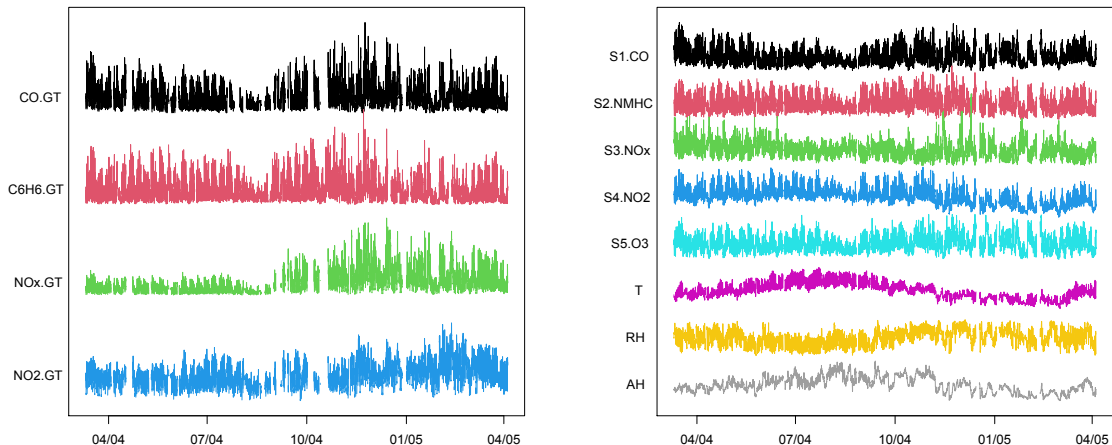 CO.GT
C6H6.GT
NOx.GT
NO2.GT
04/04 07/04 10/04 01/05 04/05
S1.CO
S2.NMHC
S3.NOx
S4.NO2
S5.O3
T
RH
AH
04/04 07/04 10/04 01/05 04/05